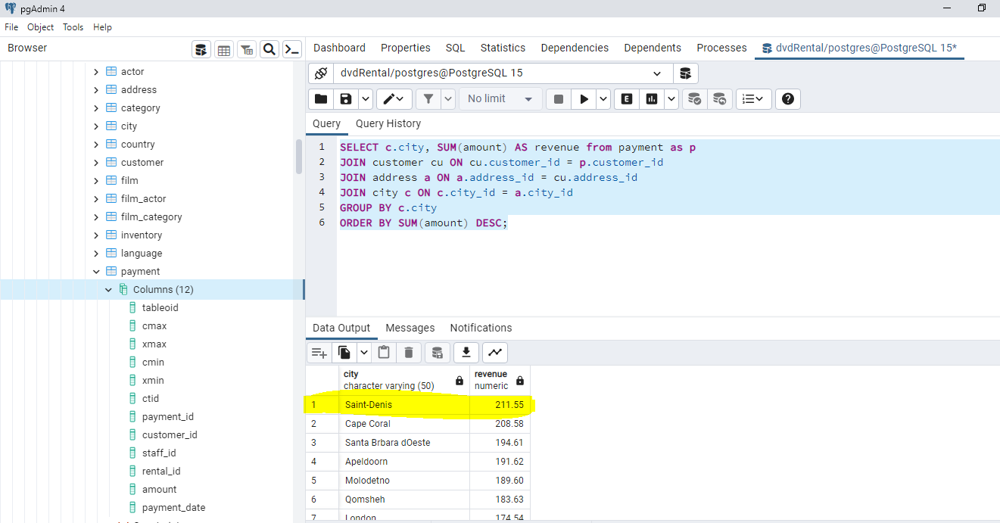 pgAdmin 4
File Object Tools Help
Browser
actor
address
category
city
country
customer
film
film_actor
film_category
inventory
language
payment
Columns (12)
tableoid
cmax
xmax
cmin
xmin
ctid
payment_id
customer_id
staff_id
rental_id
amount
payment_date
Dashboard Properties SQL Statistics Dependencies Dependents Processes dvdRental/postgres@PostgreSQL 15*
dvdRental/postgres@PostgreSQL 15
No limit E
Query Query History
1 SELECT c.city, SUM(amount) AS revenue from payment as p
2 JOIN customer cu ON cu.customer_id = p.customer_id
3 JOIN address a ON a.address_id = cu.address_id
4 JOIN city c ON c.city_id = a.city_id
5 GROUP BY c.city
6 ORDER BY SUM(amount) DESC;
Data Output Messages Notifications
city revenue
character varying (50) numeric
1 Saint-Denis 211.55
2 Cape Coral 208.58
3 Santa Brbara dOeste 194.61
4 Apeldoorn 191.62
5 Molodetno 189.60
6 Qomsheh 183.63
7 London 174.54